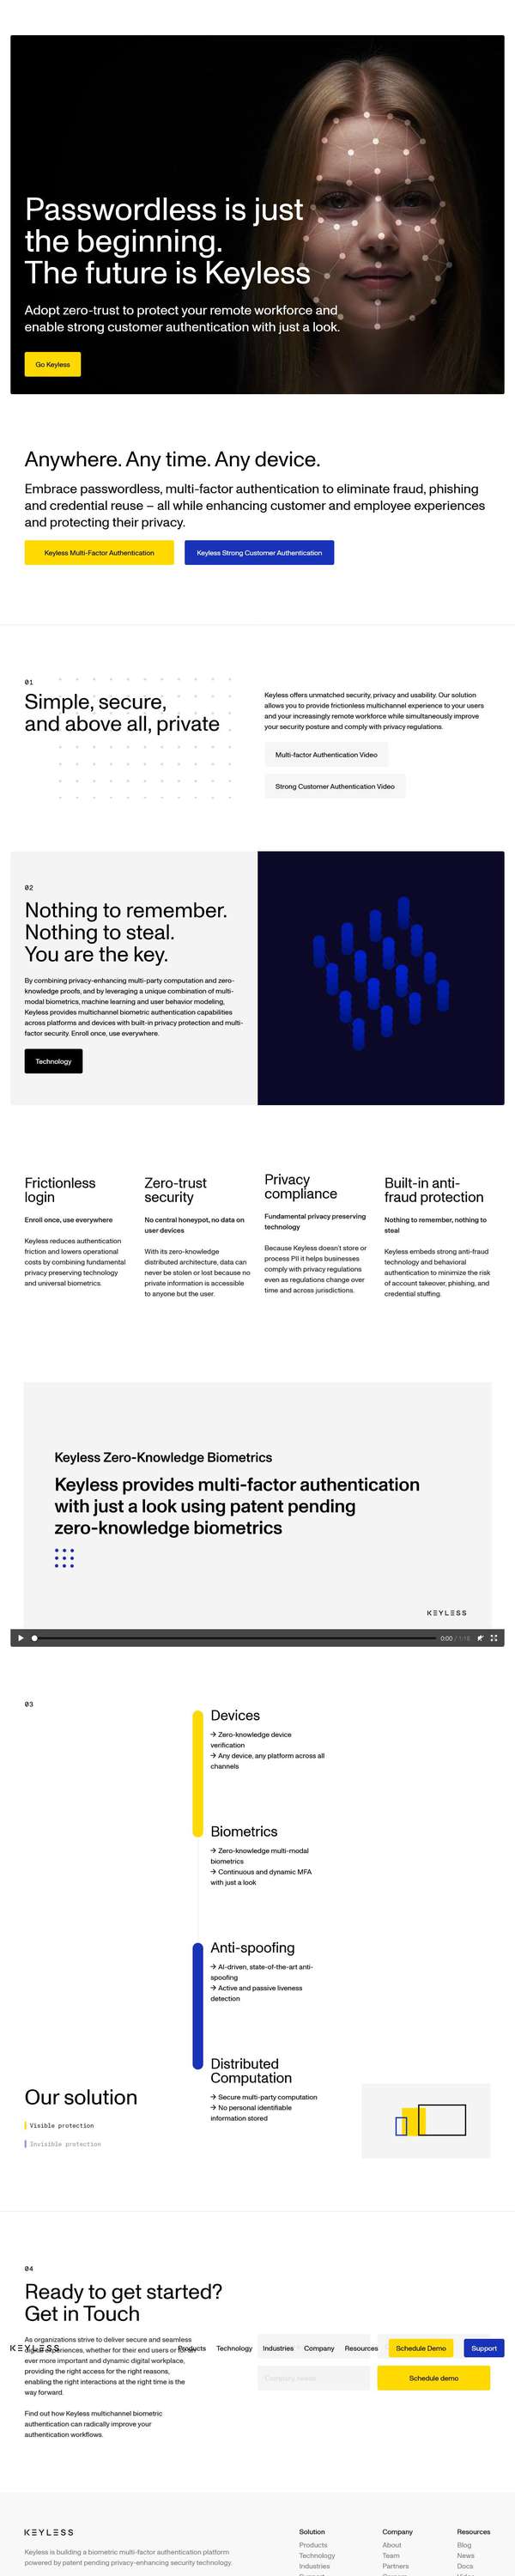 Passwordless is just
the beginning.
The future is Keyless
Adopt zero-trust to protect your remote workforce and
enable strong customer authentication with just a look.
Go Keyless
Anywhere. Any time. Any device.
Embrace passwordless, multi-factor authentication to eliminate fraud, phishing
and credential reuse – all while enhancing customer and employee experiences
and protecting their privacy.
Keyless Multi-Factor Authentication
Keyless Strong Customer Authentication
01
Simple, secure,
and above all, private
Keyless offers unmatched security, privacy and usability. Our solution
allows you to provide frictionless multichannel experience to your users
and your increasingly remote workforce while simultaneously improve
your security posture and comply with privacy regulations.
Multi-factor Authentication Video
Strong Customer Authentication Video
02
Nothing to remember.
Nothing to steal.
You are the key.
By combining privacy-enhancing multi-party computation and zero-
knowledge proofs, and by leveraging a unique combination of multi-
modal biometrics, machine learning and user behavior modeling,
Keyless provides multichannel biometric authentication capabilities
across platforms and devices with built-in privacy protection and multi-
factor security. Enroll once, use everywhere.
Technology
Frictionless
login
Enroll once, use everywhere
Keyless reduces authentication
friction and lowers operational
costs by combining fundamental
privacy preserving technology
and universal biometrics.
Zero-trust
security
No central honeypot, no data on
user devices
With its zero-knowledge
distributed architecture, data can
never be stolen or lost because no
private information is accessible
to anyone but the user.
Privacy
compliance
Fundamental privacy preserving
technology
Because Keyless doesn't store or
process PII it helps businesses
comply with privacy regulations
even as regulations change over
time and across jurisdictions.
Built-in anti-
fraud protection
Nothing to remember, nothing to
steal
Keyless embeds strong anti-fraud
technology and behavioral
authentication to minimize the risk
of account takeover, phishing, and
credential stuffing.
Keyless Zero-Knowledge Biometrics
Keyless provides multi-factor authentication
with just a look using patent pending
zero-knowledge biometrics
KEYLESS
0:00 / 1:16
03
Devices
→ Zero-knowledge device
verification
→ Any device, any platform across all
channels
Biometrics
→ Zero-knowledge multi-modal
biometrics
→ Continuous and dynamic MFA
with just a look
Anti-spoofing
→ AI-driven, state-of-the-art anti-
spoofing
→ Active and passive liveness
detection
Distributed
Computation
→ Secure multi-party computation
→ No personal identifiable
information stored
Our solution
Visible protection
Invisible protection
04
Ready to get started?
Get in Touch
As organizations strive to deliver secure and seamless
digital experiences, whether for their end users or for an
ever more important and dynamic digital workplace,
providing the right access for the right reasons,
enabling the right interactions at the right time is the
way forward.
Find out how Keyless multichannel biometric
authentication can radically improve your
authentication workflows.
KEYLESS
Products
Technology
Industries
Company
Resources
Schedule Demo
Support
Company name
Schedule demo
KEYLESS
Keyless is building a biometric multi-factor authentication platform
powered by patent pending privacy-enhancing security technology.
Solution
Products
Technology
Industries
Company
About
Team
Partners
Resources
Blog
News
Docs